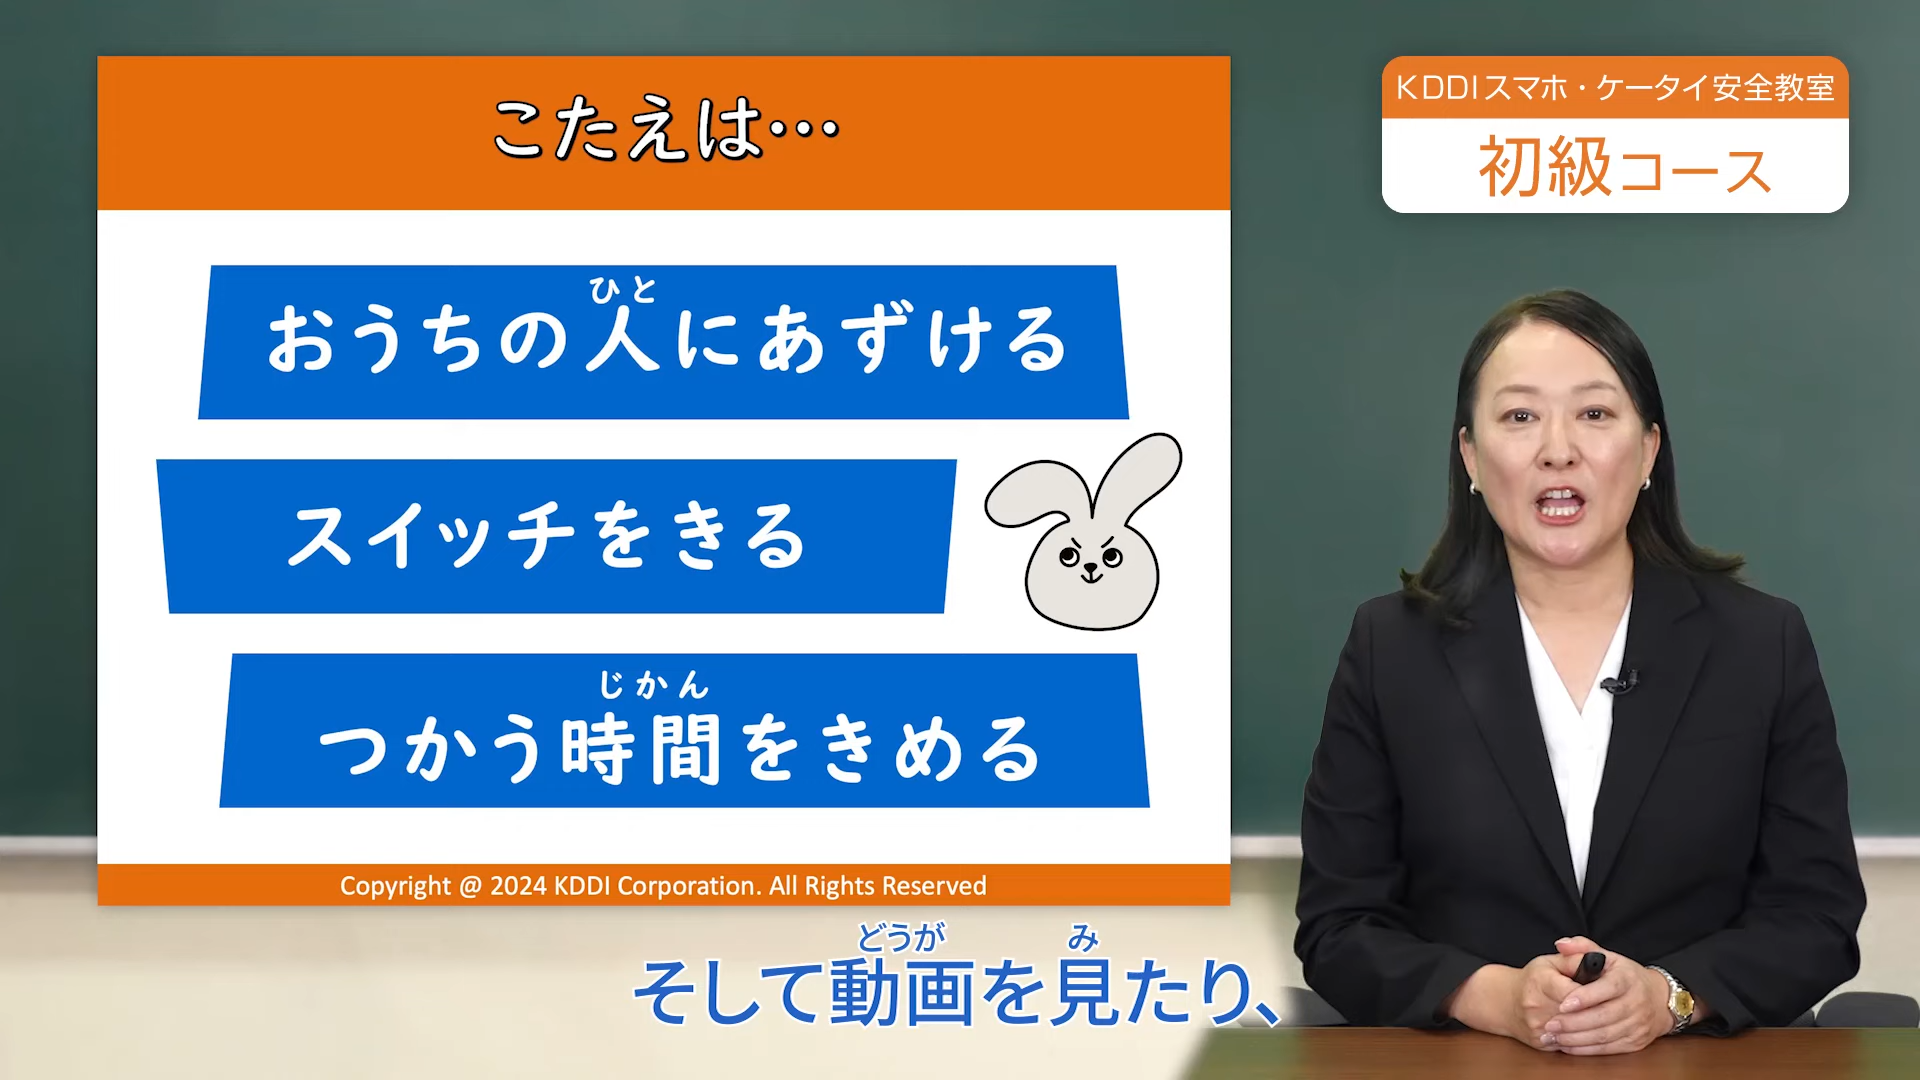 こたえは…
KDDIスマホ・ケータイ安全教室
初級コース
ひと
おうちの人にあずける
スイッチをきる
じかん
つかう時間をきめる
Copyright @ 2024 KDDI Corporation. All Rights Reserved
どうが み
そして動画を見たり、